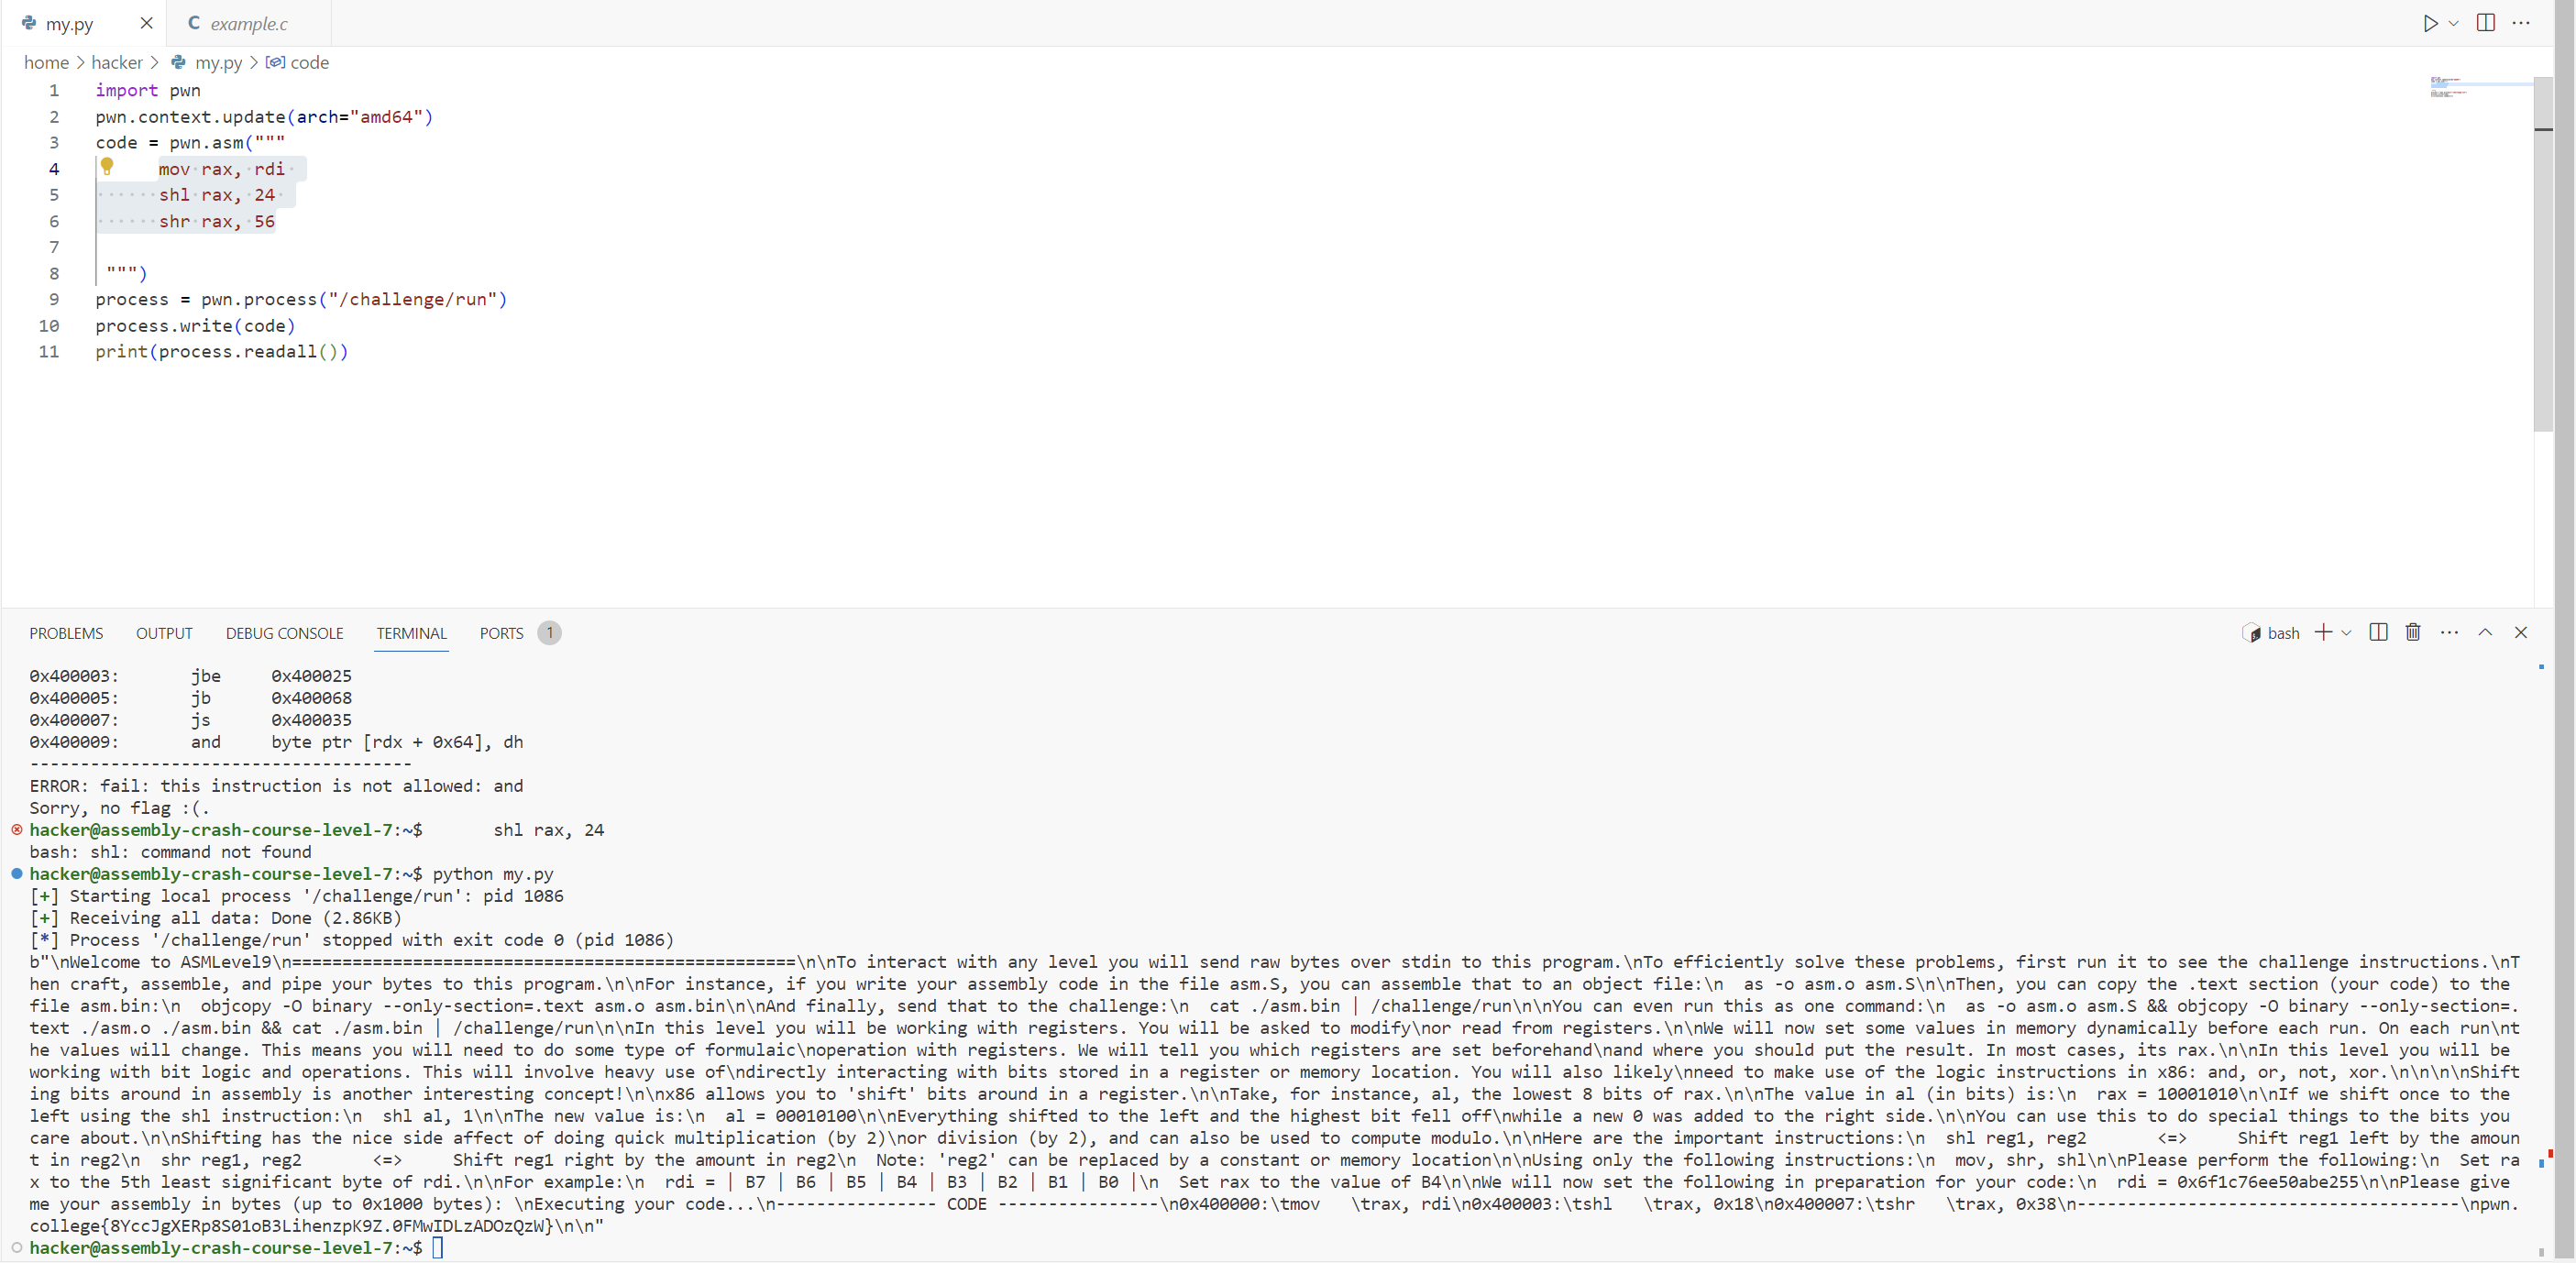 my.py
example.c
home > hacker > my.py > code
1 import pwn
2 pwn.context.update(arch="amd64")
3 code = pwn.asm("""
4 mov rax, rdi
5 shl rax, 24
6 shr rax, 56
7
8 """)
9 process = pwn.process("/challenge/run")
10 process.write(code)
11 print(process.readall())
PROBLEMS OUTPUT DEBUG CONSOLE TERMINAL PORTS 1
bash
0x400003: jbe 0x400025
0x400005: jb 0x400068
0x400007: js 0x400035
0x400009: and byte ptr [rdx + 0x64], dh
--------------------------------------
ERROR: fail: this instruction is not allowed: and
Sorry, no flag :(.
hacker@assembly-crash-course-level-7:~$ shl rax, 24
bash: shl: command not found
hacker@assembly-crash-course-level-7:~$ python my.py
[+] Starting local process '/challenge/run': pid 1086
[+] Receiving all data: Done (2.86KB)
[*] Process '/challenge/run' stopped with exit code 0 (pid 1086)
b"\nWelcome to ASMLevel9\n==================================================\n\nTo interact with any level you will send raw bytes over stdin to this program.\nTo efficiently solve these problems, first run it to see the challenge instructions.\nT
hen craft, assemble, and pipe your bytes to this program.\n\nFor instance, if you write your assembly code in the file asm.S, you can assemble that to an object file:\n  as -o asm.o asm.S\n\nThen, you can copy the .text section (your code) to the
file asm.bin:\n  objcopy -O binary --only-section=.text asm.o asm.bin\n\nAnd finally, send that to the challenge:\n  cat ./asm.bin | /challenge/run\n\nYou can even run this as one command:\n  as -o asm.o asm.S && objcopy -O binary --only-section=.
text ./asm.o ./asm.bin && cat ./asm.bin | /challenge/run\n\nIn this level you will be working with registers. You will be asked to modify\nor read from registers.\n\nWe will now set some values in memory dynamically before each run. On each run\nt
he values will change. This means you will need to do some type of formulaic\noperation with registers. We will tell you which registers are set beforehand\nand where you should put the result. In most cases, its rax.\n\nIn this level you will be
working with bit logic and operations. This will involve heavy use of\ndirectly interacting with bits stored in a register or memory location. You will also likely\nneed to make use of the logic instructions in x86: and, or, not, xor.\n\n\n\nShift
ing bits around in assembly is another interesting concept!\n\nx86 allows you to 'shift' bits around in a register.\n\nTake, for instance, al, the lowest 8 bits of rax.\n\nThe value in al (in bits) is:\n  rax = 10001010\n\nIf we shift once to the
left using the shl instruction:\n  shl al, 1\n\nThe new value is:\n  al = 00010100\n\nEverything shifted to the left and the highest bit fell off\nwhile a new 0 was added to the right side.\n\nYou can use this to do special things to the bits you
care about.\n\nShifting has the nice side affect of doing quick multiplication (by 2)\nor division (by 2), and can also be used to compute modulo.\n\nHere are the important instructions:\n  shl reg1, reg2       <=>     Shift reg1 left by the amoun
t in reg2\n  shr reg1, reg2       <=>     Shift reg1 right by the amount in reg2\n  Note: 'reg2' can be replaced by a constant or memory location\n\nUsing only the following instructions:\n  mov, shr, shl\n\nPlease perform the following:\n  Set ra
x to the 5th least significant byte of rdi.\n\nFor example:\n  rdi = | B7 | B6 | B5 | B4 | B3 | B2 | B1 | B0 |\n  Set rax to the value of B4\n\nWe will now set the following in preparation for your code:\n  rdi = 0x6f1c76ee50abe255\n\nPlease give
me your assembly in bytes (up to 0x1000 bytes): \nExecuting your code...\n---------------- CODE ----------------\n0x400000:\tmov   \trax, rdi\n0x400003:\tshl   \trax, 0x18\n0x400007:\tshr   \trax, 0x38\n--------------------------------------\npwn.
college{8YccJgXERp8S01oB3LihenzpK9Z.0FMwIDLzADOzQzW}\n\n"
hacker@assembly-crash-course-level-7:~$